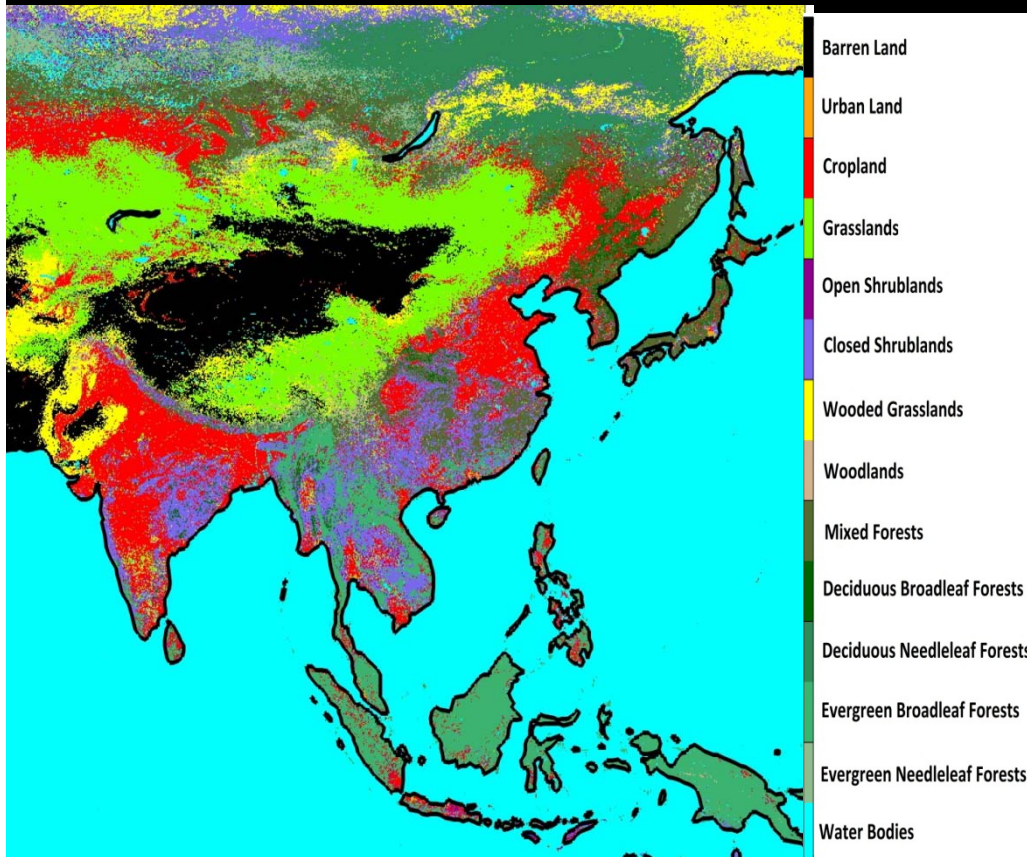 Barren Land
Urban Land
Cropland
Grasslands
Open Shrublands
Closed Shrublands
Wooded Grasslands
Woodlands
Mixed Forests
Deciduous Broadleaf Forests
Deciduous Needleleaf Forests
Evergreen Broadleaf Forests
Evergreen Needleleaf Forests
Water Bodies